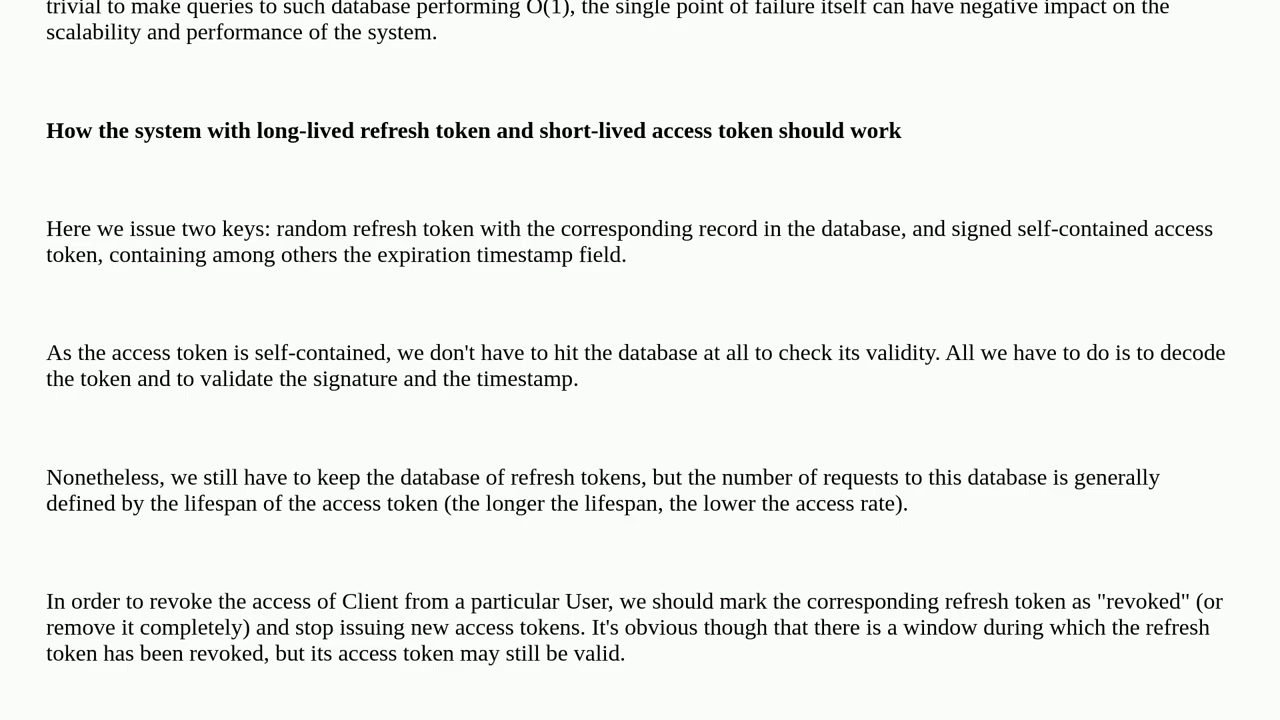 trivial to make queries to such database performing O(1), the single point of failure itself can have negative impact on the
scalability and performance of the system.
How the system with long-lived refresh token and short-lived access token should work
Here we issue two keys: random refresh token with the corresponding record in the database, and signed self-contained access
token, containing among others the expiration timestamp field.
As the access token is self-contained, we don't have to hit the database at all to check its validity. All we have to do is to decode
the token and to validate the signature and the timestamp.
Nonetheless, we still have to keep the database of refresh tokens, but the number of requests to this database is generally
defined by the lifespan of the access token (the longer the lifespan, the lower the access rate).
In order to revoke the access of Client from a particular User, we should mark the corresponding refresh token as "revoked" (or
remove it completely) and stop issuing new access tokens. It's obvious though that there is a window during which the refresh
token has been revoked, but its access token may still be valid.